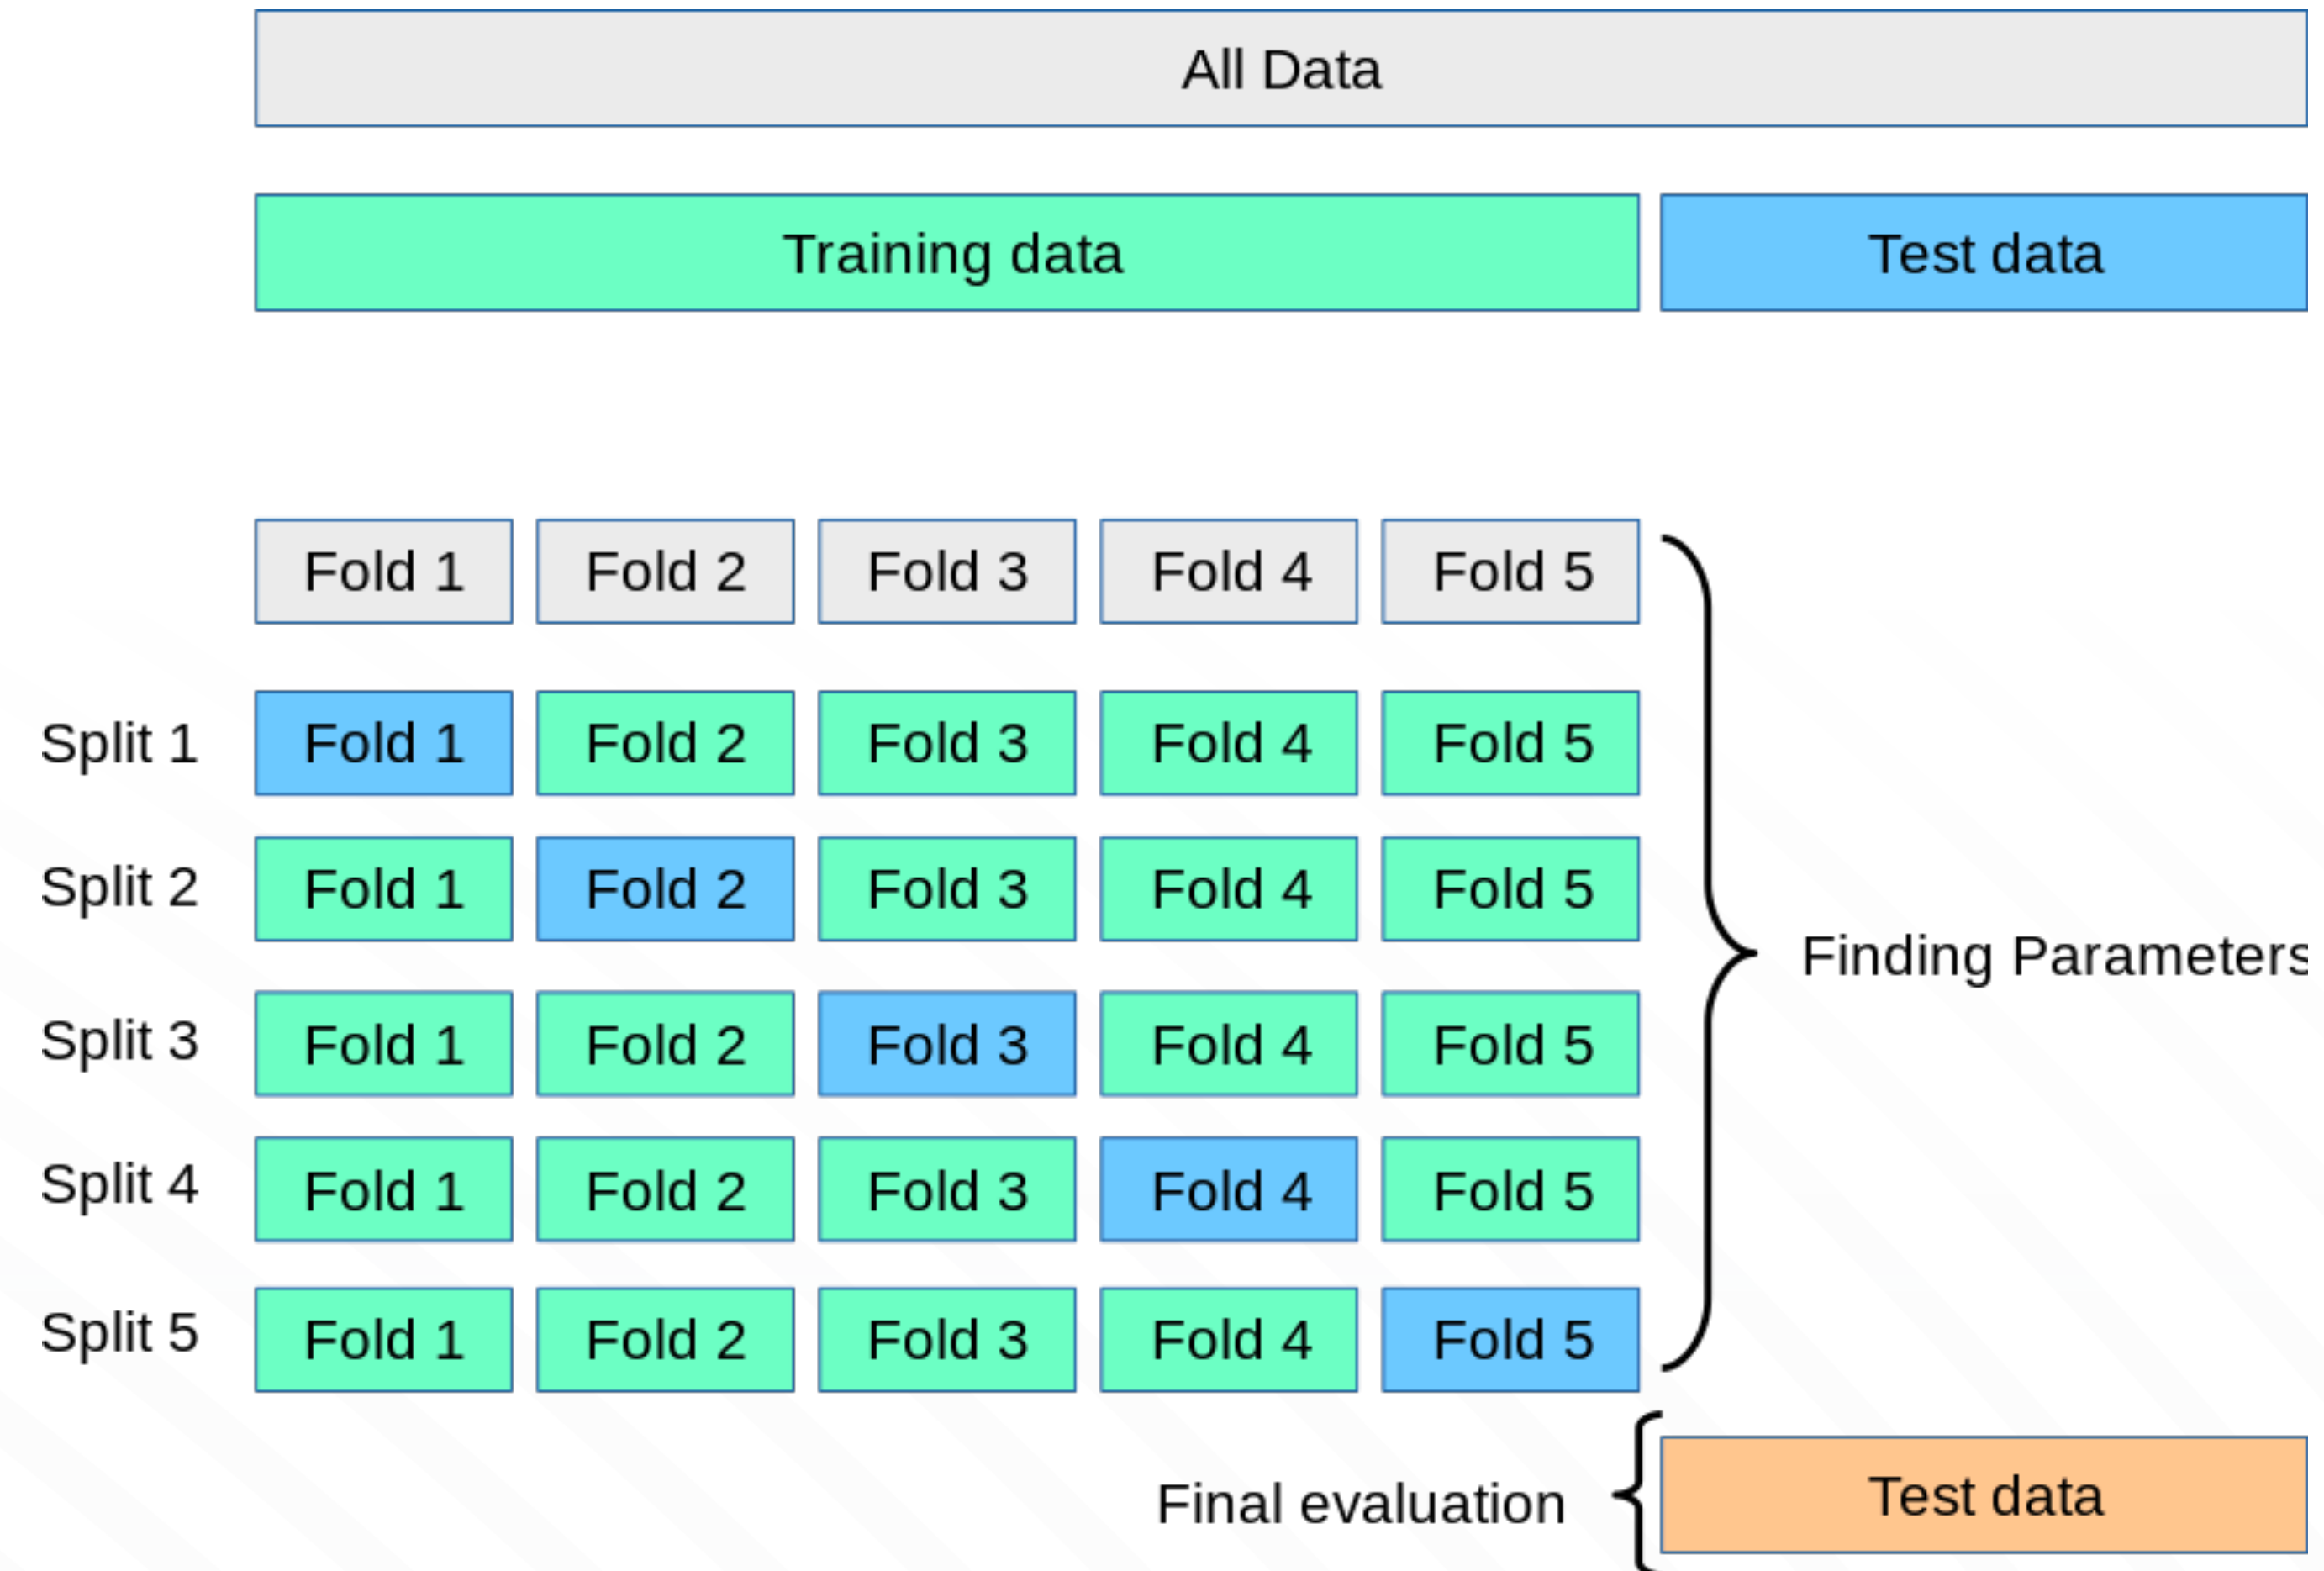 All Data
Training data Test data
Fold 1 Fold 2 Fold 3 Fold 4 Fold 5
Split 1 Fold 1 Fold 2 Fold 3 Fold 4 Fold 5
Split 2 Fold 1 Fold 2 Fold 3 Fold 4 Fold 5
Finding Parameters
Split 3 Fold 1 Fold 2 Fold 3 Fold 4 Fold 5
Split 4 Fold 1 Fold 2 Fold 3 Fold 4 Fold 5
Split 5 Fold 1 Fold 2 Fold 3 Fold 4 Fold 5
Final evaluation Test data